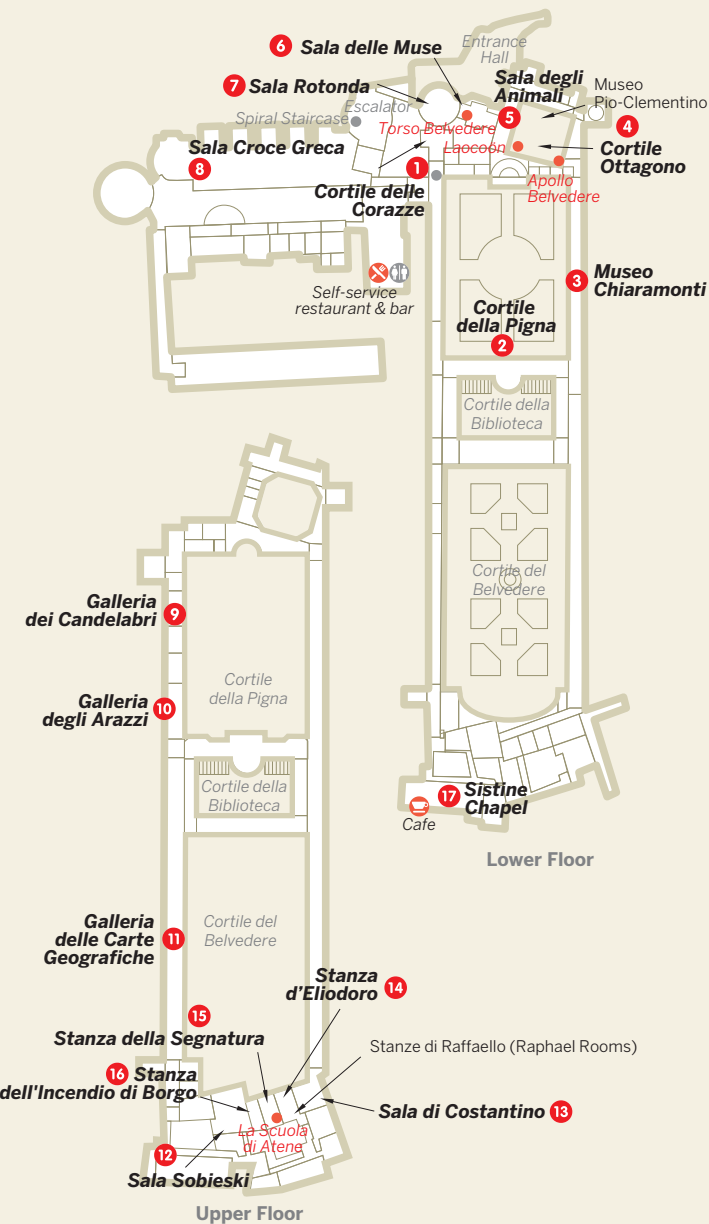 Entrance
Hall
6 Sala delle Muse
7 Sala Rotonda
Sala degli
Animali
5
Museo
Pio-Clementino
4
Cortile
Ottagono
Escalator
Spiral Staircase
Torso Belvedere
Laocoön
Apollo
Belvedere
Sala Croce Greca
8
1
Cortile delle
Corazze
3 Museo
Chiaramonti
Self-service
restaurant & bar
Cortile
della Pigna
2
Cortile della
Biblioteca
Cortile del
Belvedere
17 Sistine
Chapel
Cafe
Lower Floor
Galleria
dei Candelabri 9
Galleria
degli Arazzi 10
Cortile
della Pigna
Cortile della
Biblioteca
Galleria
delle Carte
Geografiche
11
Cortile del
Belvedere
Stanza
d’Eliodoro 14
15
Stanza della Segnatura
Stanze di Raffaello (Raphael Rooms)
16 Stanza
dell'Incendio di Borgo
Sala di Costantino 13
La Scuola
di Atene
12
Sala Sobieski
Upper Floor